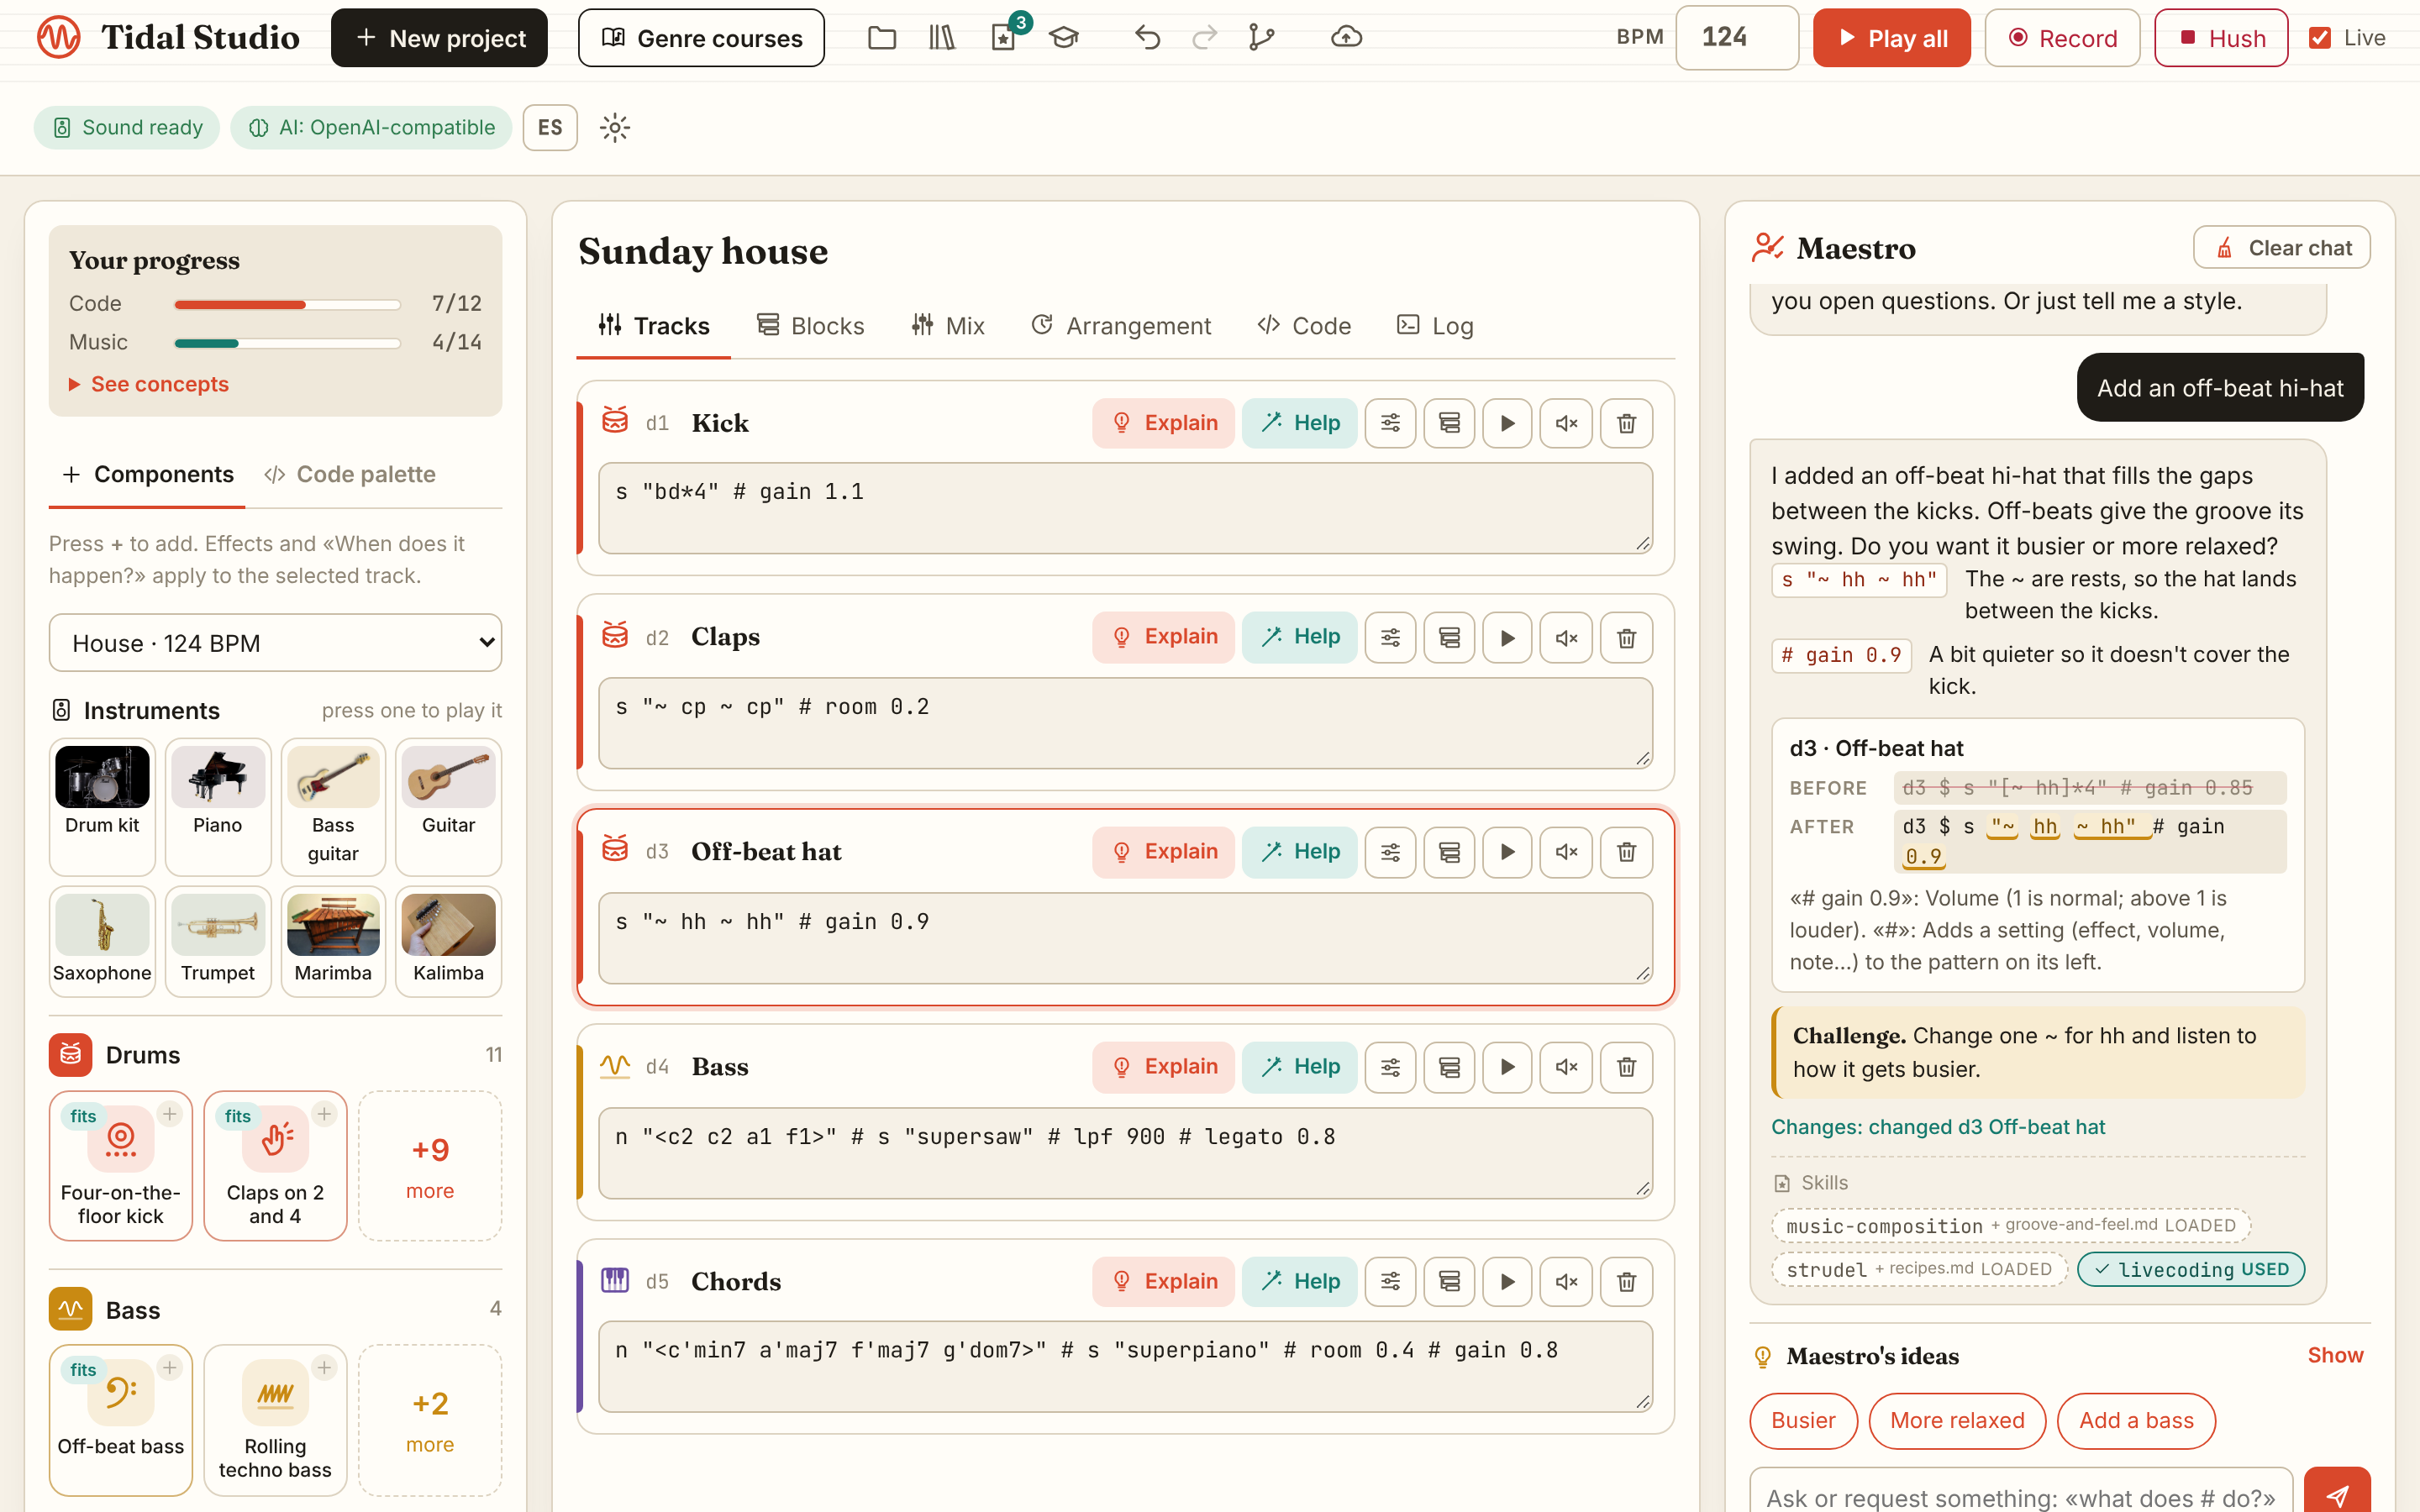 Tidal Studio
New project
Genre courses
3
BPM
124
Play all
Record
Hush
Live
Sound ready
AI: OpenAI-compatible
ES
Your progress
Code
7/12
Music
4/14
See concepts
Components
Code palette
Press + to add. Effects and «When does it
happen?» apply to the selected track.
House · 124 BPM
Instruments
press one to play it
Drum kit
Piano
Bass
guitar
Guitar
Saxophone
Trumpet
Marimba
Kalimba
Drums
11
fits
Four-on-the-
floor kick
fits
Claps on 2
and 4
+9
more
Bass
4
fits
Off-beat bass
Rolling
techno bass
+2
more
Sunday house
Tracks
Blocks
Mix
Arrangement
Code
Log
d1
Kick
Explain
Help
s "bd*4" # gain 1.1
d2
Claps
Explain
Help
s "~ cp ~ cp" # room 0.2
d3
Off-beat hat
Explain
Help
s "~ hh ~ hh" # gain 0.9
d4
Bass
Explain
Help
n "<c2 c2 a1 f1>" # s "supersaw" # lpf 900 # legato 0.8
d5
Chords
Explain
Help
n "<c'min7 a'maj7 f'maj7 g'dom7>" # s "superpiano" # room 0.4 # gain 0.8
Maestro
Clear chat
you open questions. Or just tell me a style.
Add an off-beat hi-hat
I added an off-beat hi-hat that fills the gaps
between the kicks. Off-beats give the groove its
swing. Do you want it busier or more relaxed?
s "~ hh ~ hh"
The ~ are rests, so the hat lands
between the kicks.
# gain 0.9
A bit quieter so it doesn't cover the
kick.
d3 · Off-beat hat
BEFORE
d3 $ s "[~ hh]*4" # gain 0.85
AFTER
d3 $ s "~ hh ~ hh" # gain
0.9
«# gain 0.9»: Volume (1 is normal; above 1 is
louder). «#»: Adds a setting (effect, volume,
note…) to the pattern on its left.
Challenge. Change one ~ for hh and listen to
how it gets busier.
Changes: changed d3 Off-beat hat
Skills
music-composition + groove-and-feel.md LOADED
strudel + recipes.md LOADED
livecoding USED
Maestro's ideas
Show
Busier
More relaxed
Add a bass
Ask or request something: «what does # do?»